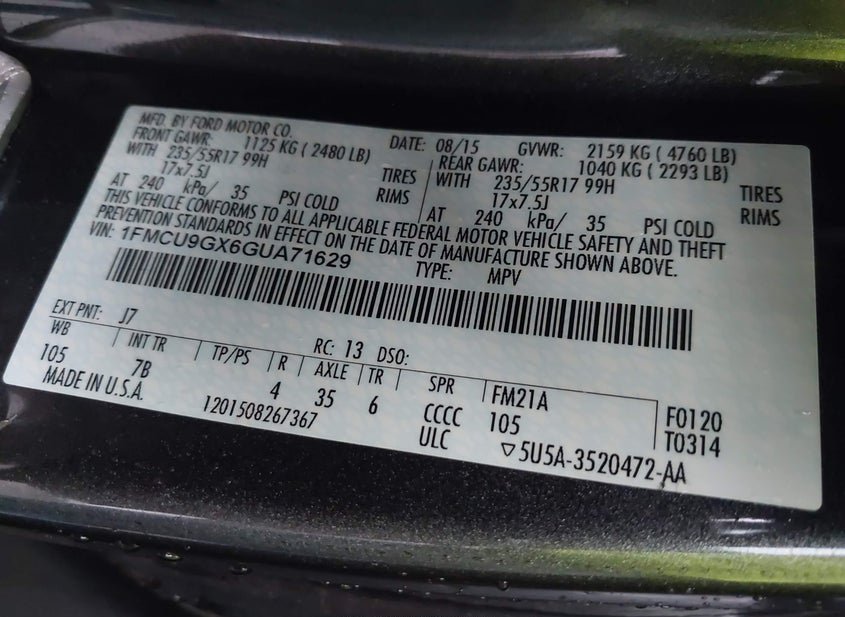 MFD. BY FORD MOTOR CO. DATE: 08/15 GVWR: 2159 KG ( 4760 LB)
FRONT GAWR: 1125 KG ( 2480 LB) REAR GAWR: 1040 KG ( 2293 LB)
WITH 235/55R17 99H TIRES WITH 235/55R17 99H TIRES
17x7.5J RIMS 17x7.5J RIMS
AT 240 kPa/ 35 PSI COLD AT 240 kPa/ 35 PSI COLD
THIS VEHICLE CONFORMS TO ALL APPLICABLE FEDERAL MOTOR VEHICLE SAFETY AND THEFT
PREVENTION STANDARDS IN EFFECT ON THE DATE OF MANUFACTURE SHOWN ABOVE.
VIN: 1FMCU9GX6GUA71629 TYPE: MPV
EXT PNT: J7 RC: 13 DSO:
WB INT TR TP/PS R AXLE TR SPR FM21A F0120
105 7B 4 35 6 CCCC 105 T0314
MADE IN U.S.A. 1201508267367 ULC ▽5U5A-3520472-AA